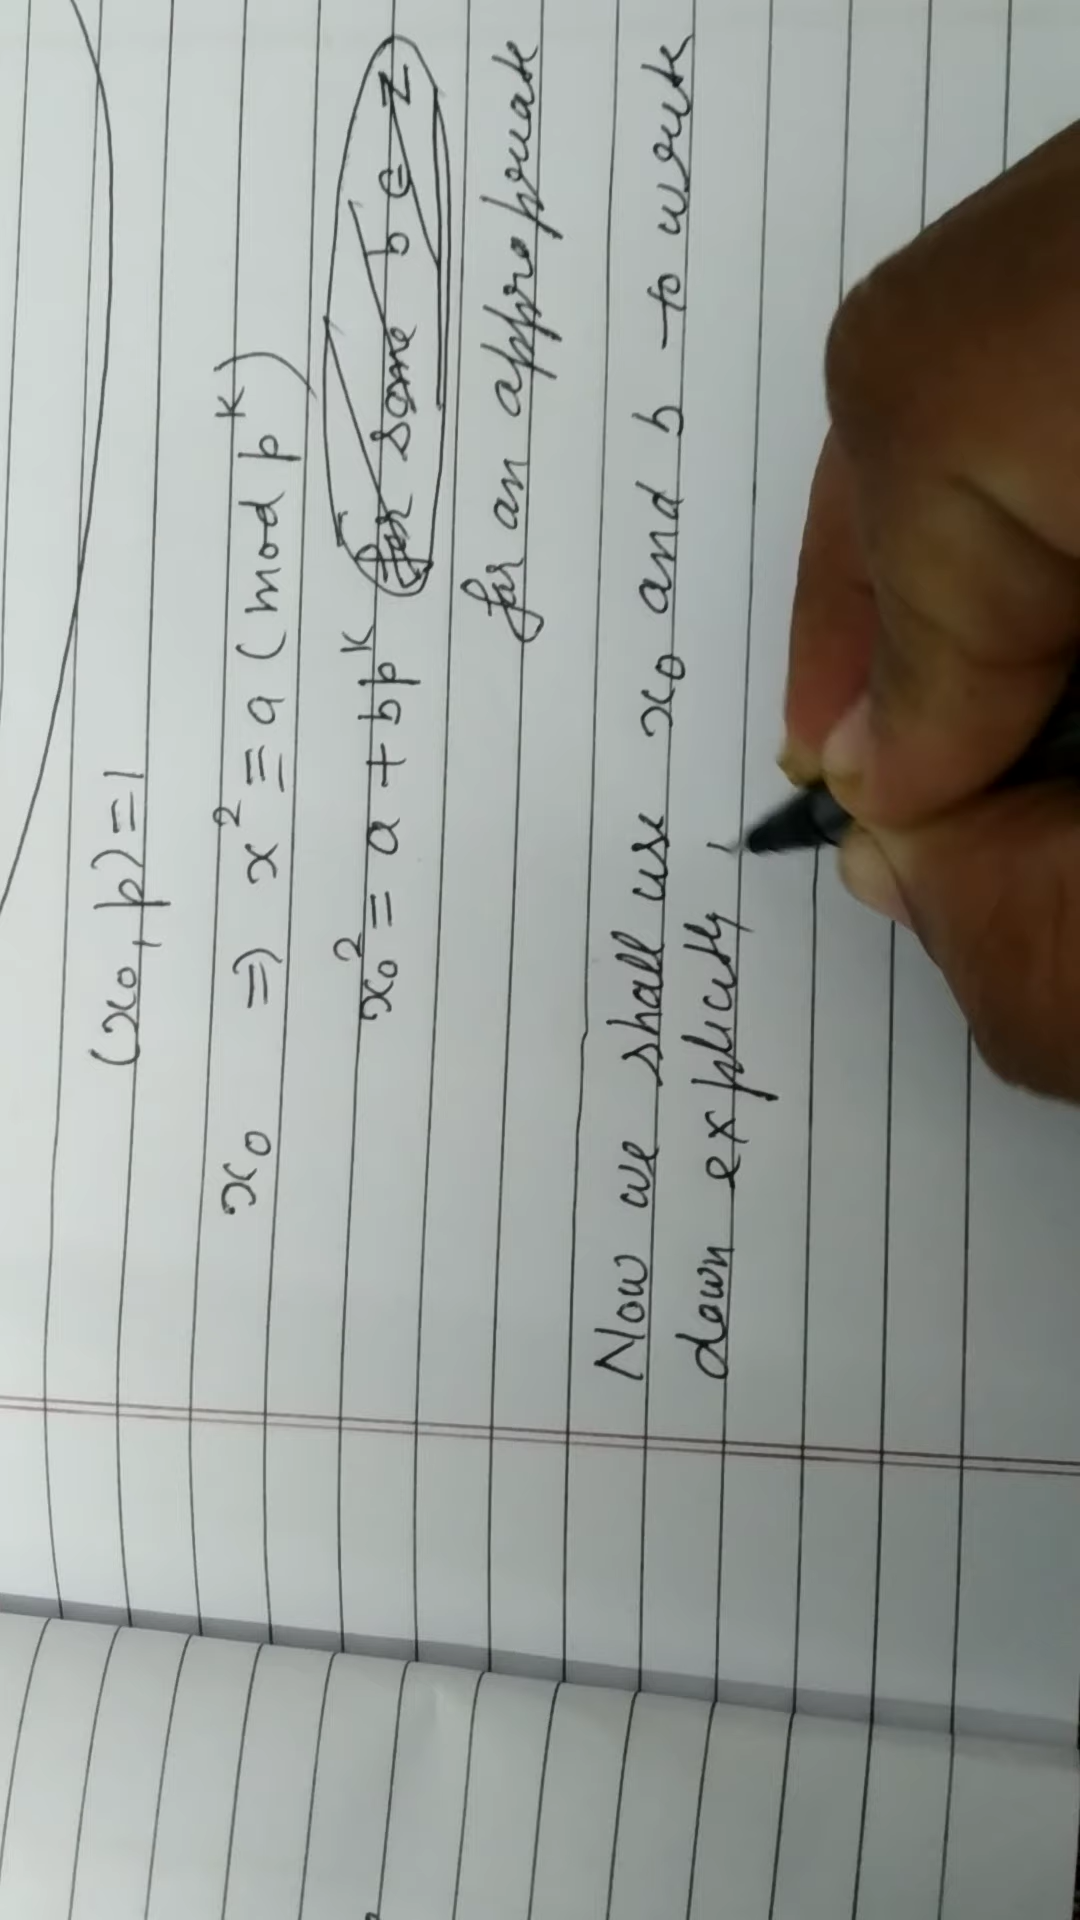 (x₀, p) = 1
x₀ ⇒ x² ≡ a (mod pᴷ)
x₀² = a + bpᴷ (for some b ∈ Z
for an appropriate
Now we shall use x₀ and b to write
down explicitly